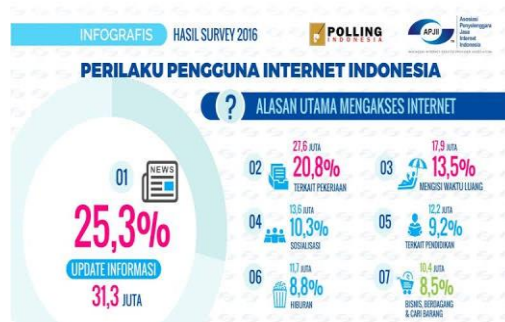 INFOGRAFIS HASIL SURVEY 2016
POLLING
INDONESIA
APJII
Asosiasi
Penyelenggara
Jasa
Internet
Indonesia
PERILAKU PENGGUNA INTERNET INDONESIA
? ALASAN UTAMA MENGAKSES INTERNET
01
NEWS
25,3%
UPDATE INFORMASI
31,3 JUTA
02
27,6 JUTA
20,8%
TERKAIT PEKERJAAN
03
17,9 JUTA
13,5%
MENGISI WAKTU LUANG
04
13,6 JUTA
10,3%
SOSIALISASI
05
12,2 JUTA
9,2%
TERKAIT PENDIDIKAN
06
11,7 JUTA
8,8%
HIBURAN
07
10,4 JUTA
8,5%
BISNIS, BERDAGANG
& CARI BARANG